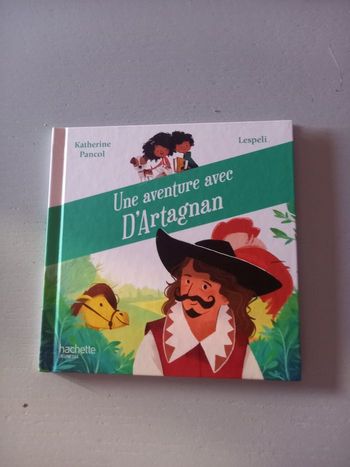 Katherine
Pancol
Lespeli
Une aventure avec
D'Artagnan
hachette